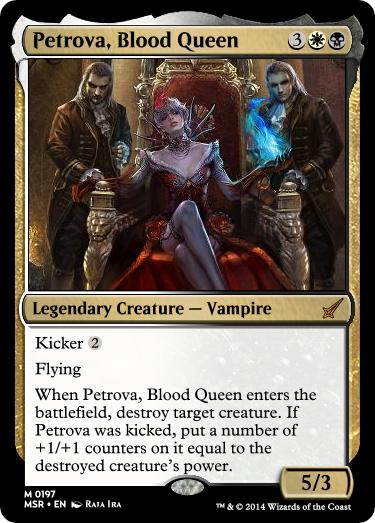 Petrova, Blood Queen 3
Legendary Creature — Vampire
Kicker 2
Flying
When Petrova, Blood Queen enters the
battlefield, destroy target creature. If
Petrova was kicked, put a number of
+1/+1 counters on it equal to the
destroyed creature's power.
5/3
M 0197
MSR • EN Raja Ira
™ & © 2014 Wizards of the Coast